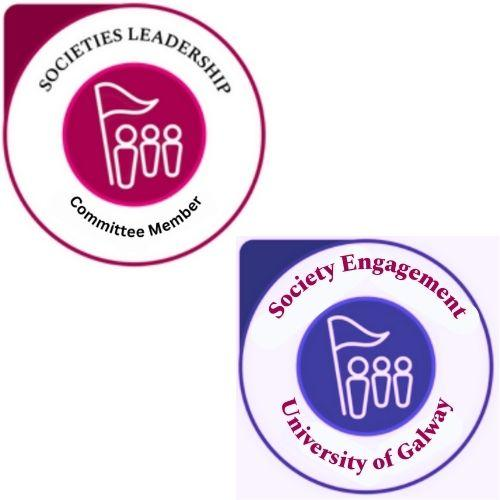 SOCIETIES LEADERSHIP
Committee Member
Society Engagement
University of Galway